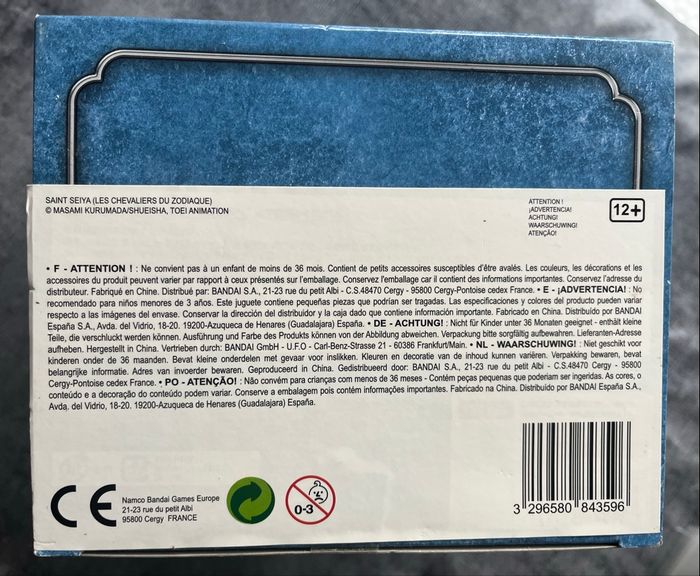 SAINT SEIYA (LES CHEVALIERS DU ZODIAQUE)
© MASAMI KURUMADA/SHUEISHA, TOEI ANIMATION
ATTENTION !
¡ADVERTENCIA!
ACHTUNG!
WAARSCHUWING!
ATENÇÃO!
12+
• F - ATTENTION ! : Ne convient pas à un enfant de moins de 36 mois. Contient de petits accessoires susceptibles d'être avalés. Les couleurs, les décorations et les
accessoires du produit peuvent varier par rapport à ceux présentés sur l'emballage. Conservez l'emballage car il contient des informations importantes. Conservez l'adresse du
distributeur. Fabriqué en Chine. Distribué par: BANDAI S.A., 21-23 rue du petit Albi - C.S.48470 Cergy - 95800 Cergy-Pontoise cedex France. • E - ¡ADVERTENCIA! : No
recomendado para niños menores de 3 años. Este juguete contiene pequeñas piezas que podrían ser tragadas. Las especificaciones y colores del producto pueden variar
respecto a las imágenes del envase. Conservar la dirección del distribuidor y la caja dado que contiene información importante. Fabricado en China. Distribuido por BANDAI
España S.A., Avda. del Vidrio, 18-20. 19200-Azuqueca de Henares (Guadalajara) España. • DE - ACHTUNG! : Nicht für Kinder unter 36 Monaten geeignet - enthält kleine
Teile, die verschluckt werden können. Ausführung und Farbe des Produkts können von der Abbildung abweichen. Verpackung bitte sorgfältig aufbewahren. Lieferanten-Adresse
aufheben. Hergestellt in China. Vertrieben durch: BANDAI GmbH - U.F.O - Carl-Benz-Strasse 21 - 60386 Frankfurt/Main. • NL - WAARSCHUWING! : Niet geschikt voor
kinderen onder de 36 maanden. Bevat kleine onderdelen met gevaar voor inslikken. Kleuren en decoratie van de inhoud kunnen variëren. Verpakking bewaren, bevat
belangrijke informatie. Adres van invoerder bewaren. Geproduceerd in China. Gedistribueerd door: BANDAI S.A., 21-23 rue du petit Albi - C.S.48470 Cergy - 95800
Cergy-Pontoise cedex France. • PO - ATENÇÃO! : Não convém para crianças com menos de 36 meses - Contém peças pequenas que poderiam ser ingeridas. As cores, o
conteúdo e a decoração do conteúdo podem variar. Conserve a embalagem pois contém informações importantes. Fabricado na China. Distribuido por BANDAI España S.A.,
Avda. del Vidrio, 18-20. 19200-Azuqueca de Henares (Guadalajara) España.
CE
Namco Bandai Games Europe
21-23 rue du petit Albi
95800 Cergy FRANCE
0-3
3 296580 843596